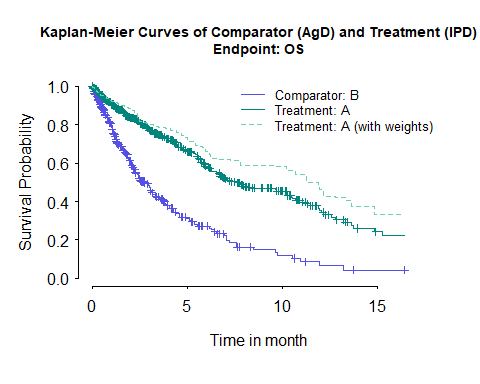 Kaplan-Meier Curves of Comparator (AgD) and Treatment (IPD)
Endpoint: OS
Comparator: B
Treatment: A
Treatment: A (with weights)
Survival Probability
1.0
0.8
0.6
0.4
0.2
0.0
0 5 10 15
Time in month